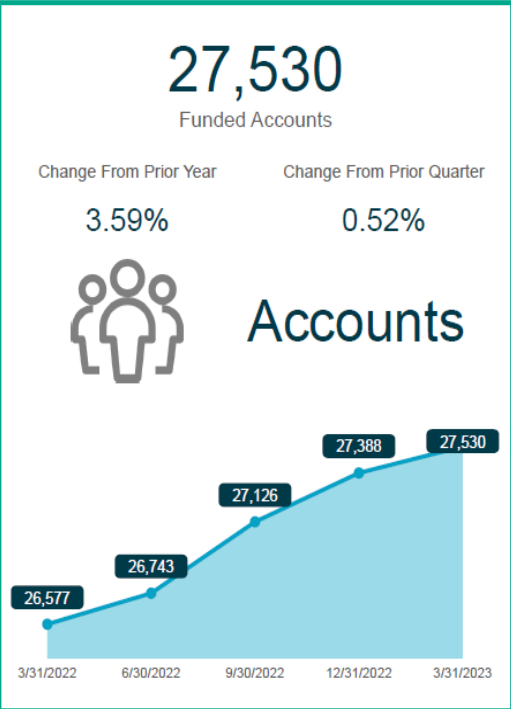 27,530
Funded Accounts
Change From Prior Year Change From Prior Quarter
3.59% 0.52%
Accounts
27,530
27,388
27,126
26,743
26,577
3/31/2022 6/30/2022 9/30/2022 12/31/2022 3/31/2023